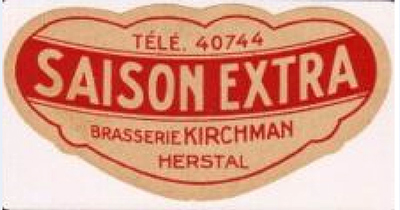 TÉLÉ. 40744
SAISON EXTRA
BRASSERIE KIRCHMAN
HERSTAL